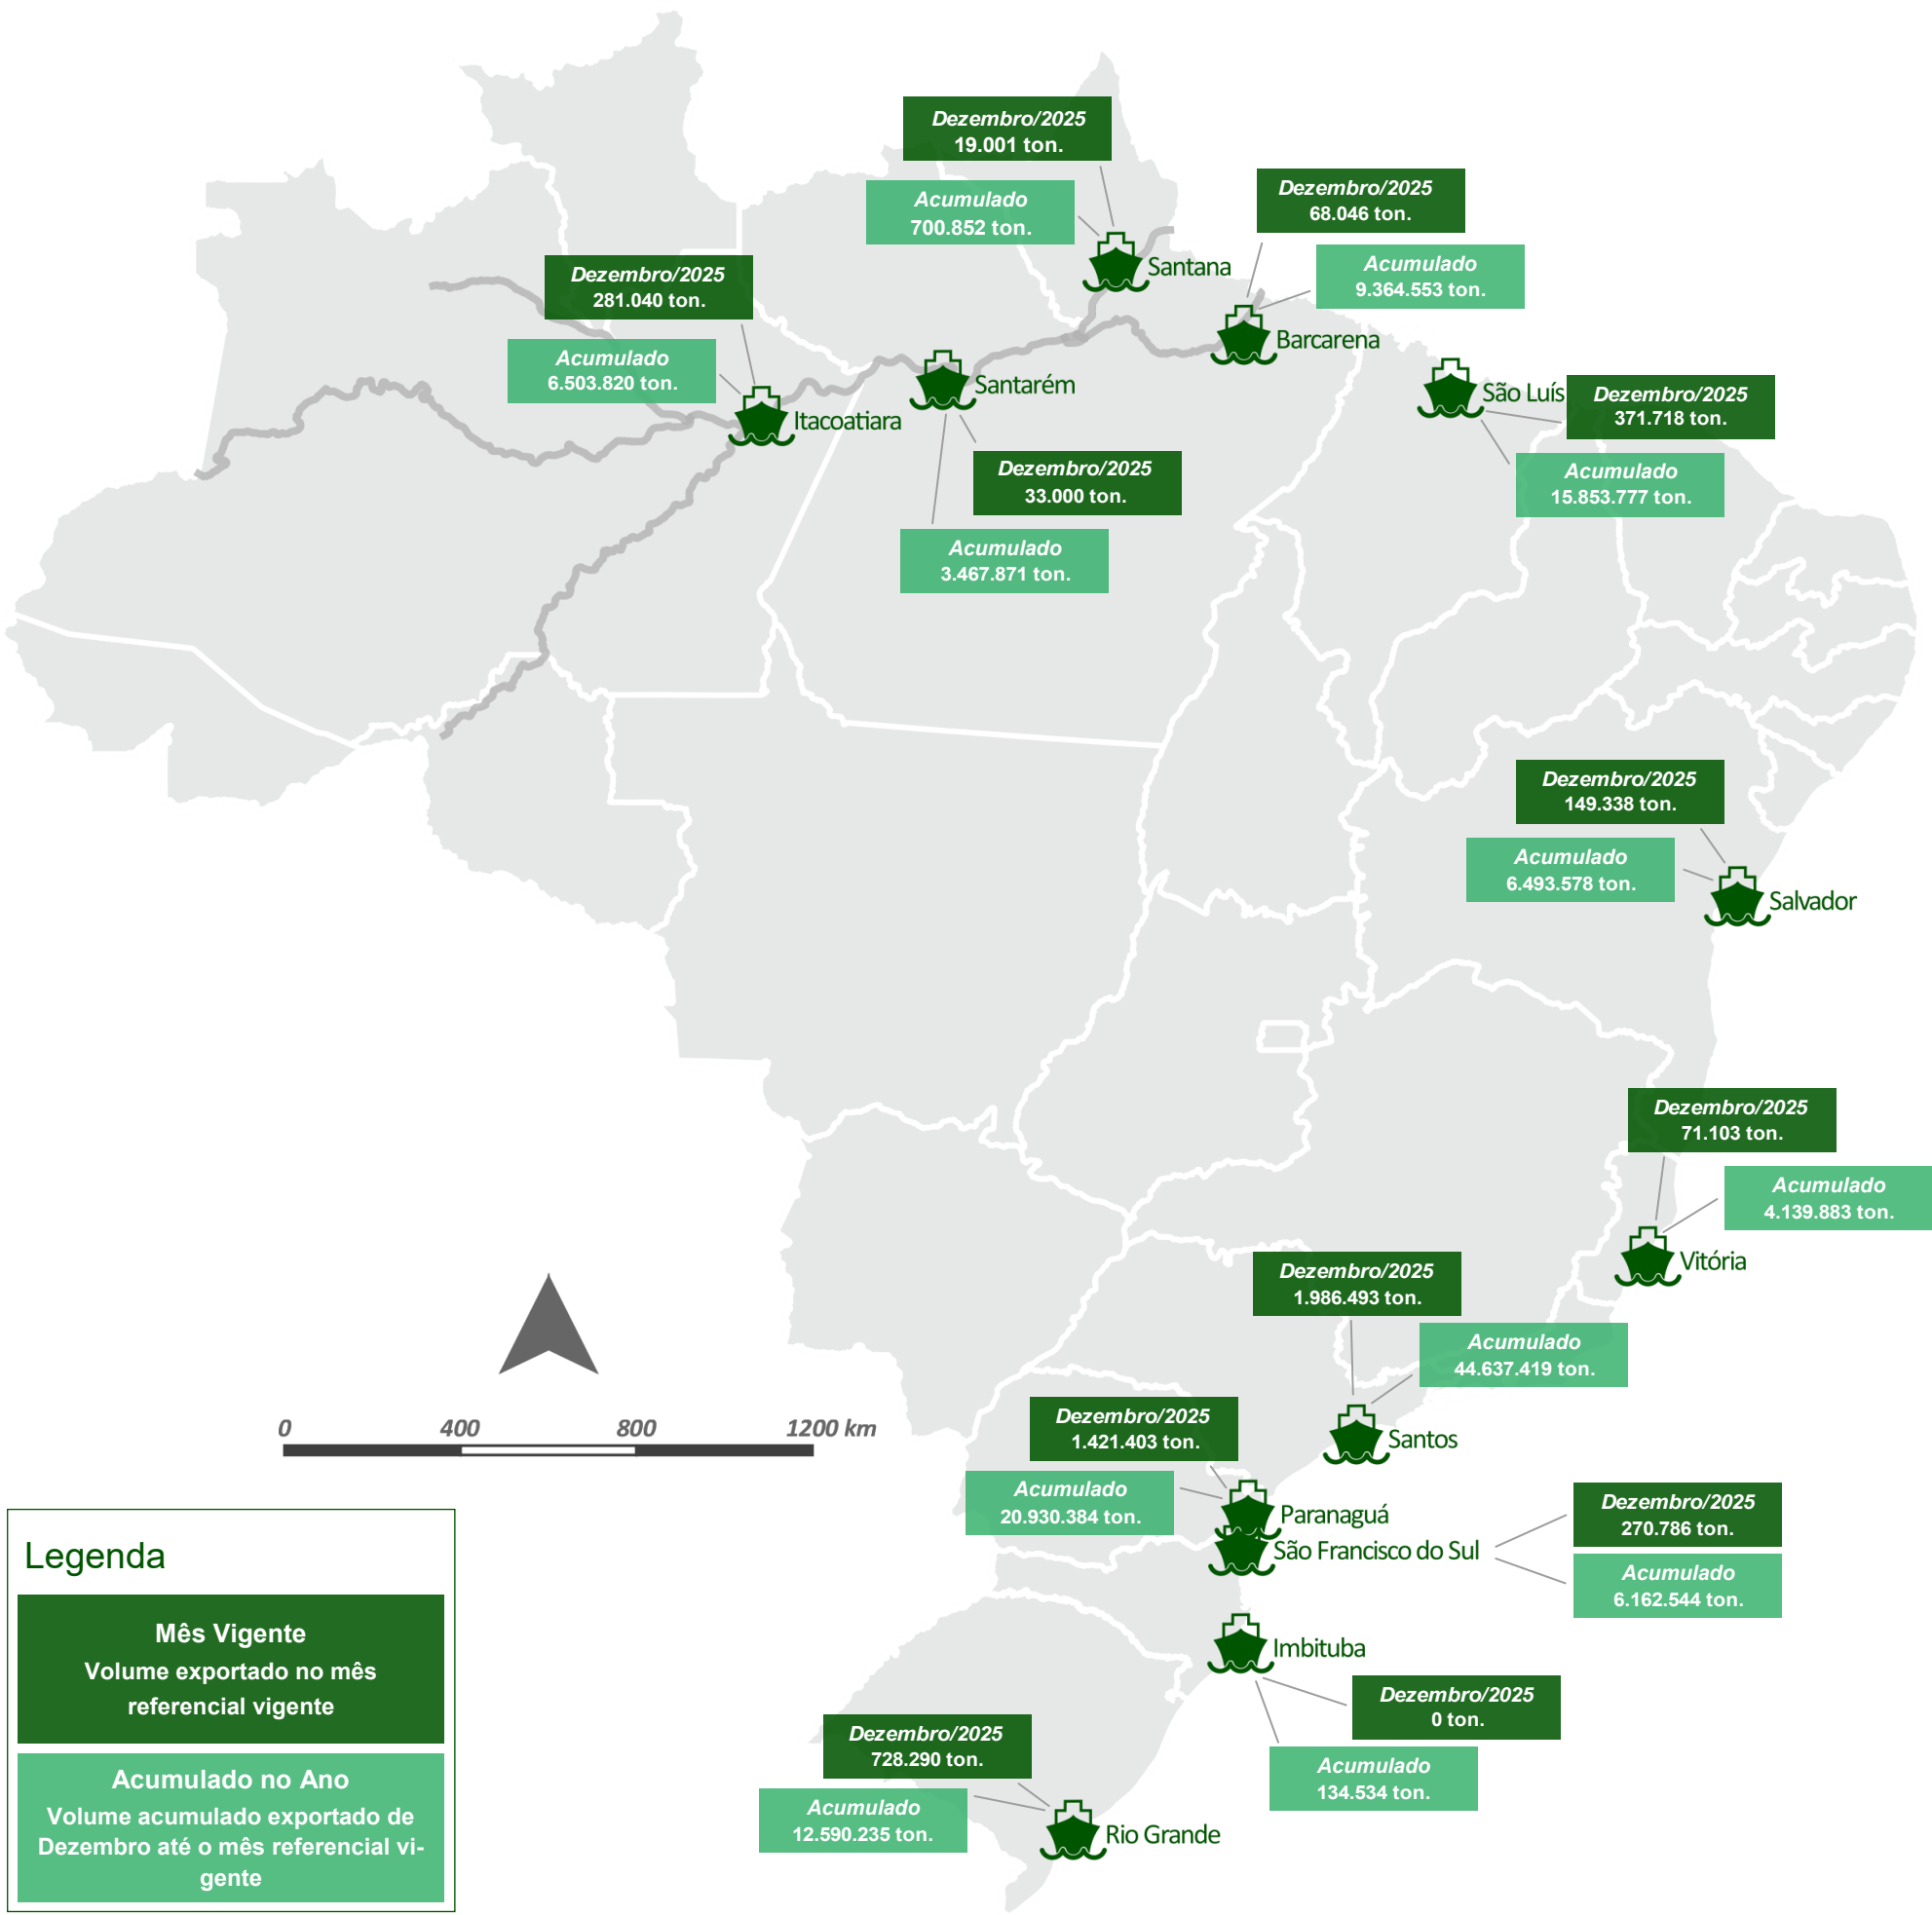 Dezembro/2025
19.001 ton.
Acumulado
700.852 ton.
Santana
Dezembro/2025
68.046 ton.
Acumulado
9.364.553 ton.
Barcarena
Dezembro/2025
281.040 ton.
Acumulado
6.503.820 ton.
Itacoatiara
Santarém
Dezembro/2025
33.000 ton.
Acumulado
3.467.871 ton.
São Luís
Dezembro/2025
371.718 ton.
Acumulado
15.853.777 ton.
Dezembro/2025
149.338 ton.
Acumulado
6.493.578 ton.
Salvador
Dezembro/2025
71.103 ton.
Acumulado
4.139.883 ton.
Vitória
Dezembro/2025
1.986.493 ton.
Acumulado
44.637.419 ton.
Santos
Dezembro/2025
1.421.403 ton.
Acumulado
20.930.384 ton.
Paranaguá
São Francisco do Sul
Dezembro/2025
270.786 ton.
Acumulado
6.162.544 ton.
Imbituba
Dezembro/2025
0 ton.
Acumulado
134.534 ton.
Dezembro/2025
728.290 ton.
Acumulado
12.590.235 ton.
Rio Grande
0 400 800 1200 km
Legenda
Mês Vigente
Volume exportado no mês
referencial vigente
Acumulado no Ano
Volume acumulado exportado de
Dezembro até o mês referencial vi-
gente